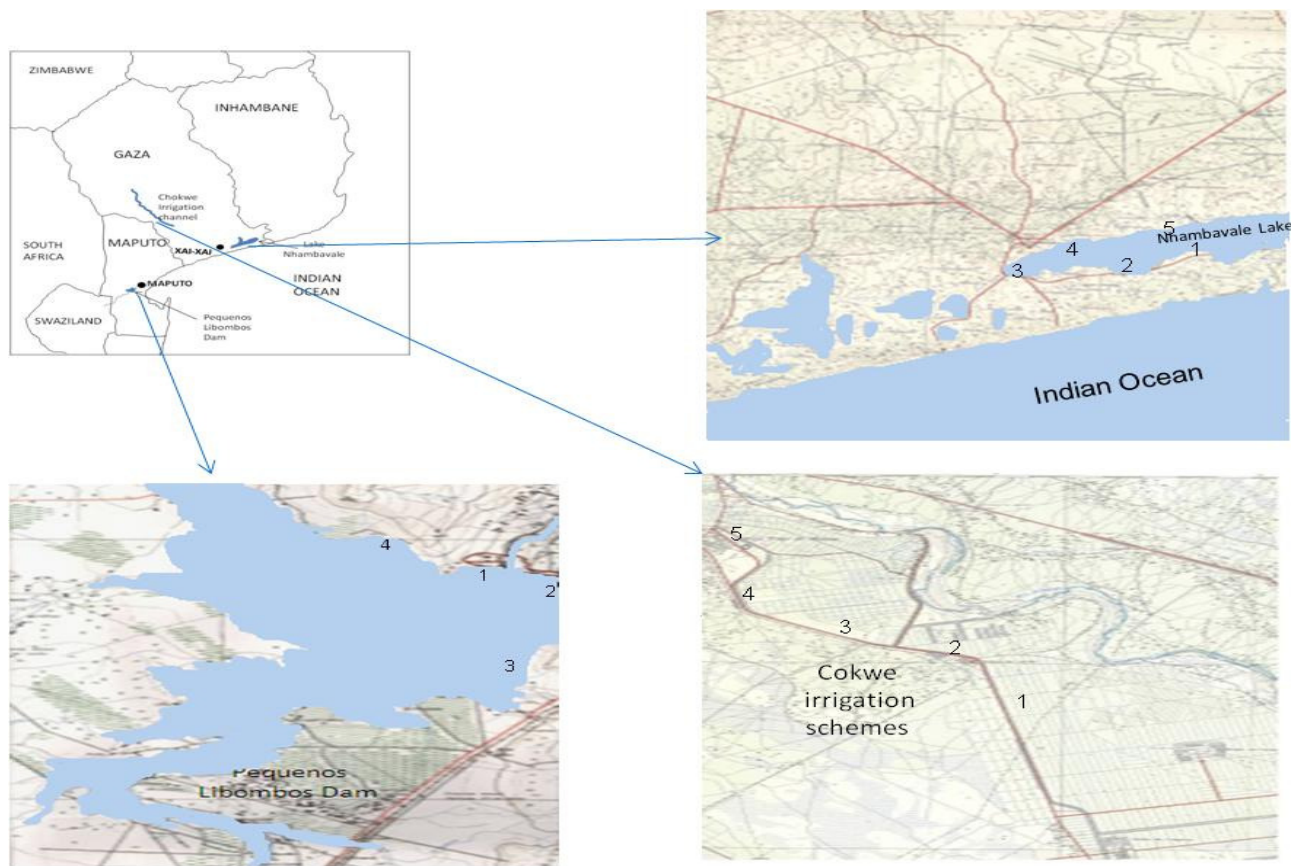 ZIMBABWE
INHAMBANE
GAZA
Chokwe
Irrigation
channel
SOUTH
AFRICA
MAPUTO
XAI-XAI
Lake
Nhambavale
INDIAN
OCEAN
MAPUTO
SWAZILAND
Pequenos
Libombos
Dam
5
Nhambavale Lake
4
1
2
3
Indian Ocean
4
1
2
3
Pequenos
Libombos Dam
5
4
3
2
1
Cokwe
irrigation
schemes